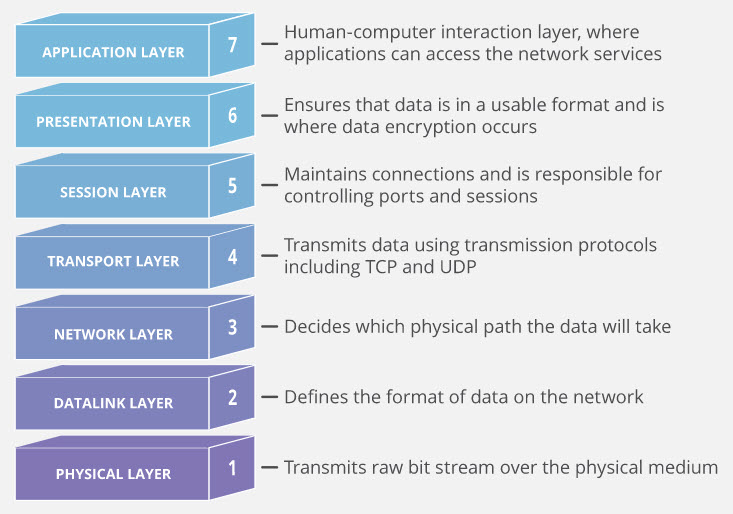 APPLICATION LAYER 7 Human-computer interaction layer, where
applications can access the network services
PRESENTATION LAYER 6 Ensures that data is in a usable format and is
where data encryption occurs
SESSION LAYER 5 Maintains connections and is responsible for
controlling ports and sessions
TRANSPORT LAYER 4 Transmits data using transmission protocols
including TCP and UDP
NETWORK LAYER 3 Decides which physical path the data will take
DATALINK LAYER 2 Defines the format of data on the network
PHYSICAL LAYER 1 Transmits raw bit stream over the physical medium